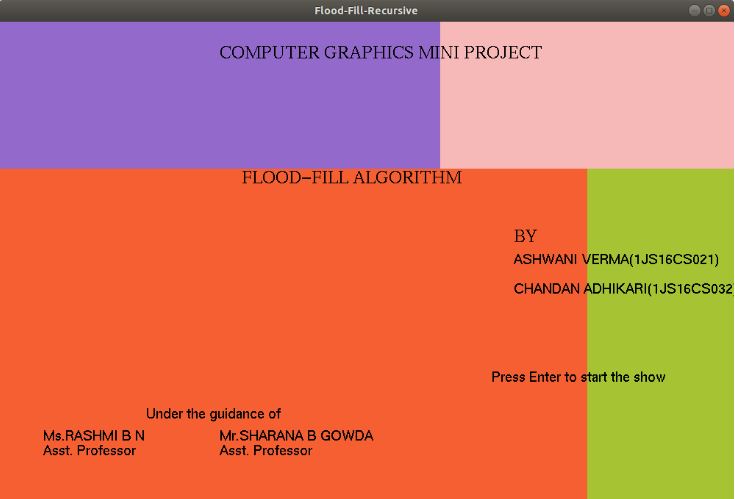 Flood-Fill-Recursive
COMPUTER GRAPHICS MINI PROJECT
FLOOD-FILL ALGORITHM
BY
ASHWANI VERMA(1JS16CS021)
CHANDAN ADHIKARI(1JS16CS032)
Press Enter to start the show
Under the guidance of
Ms.RASHMI B N Mr.SHARANA B GOWDA
Asst. Professor Asst. Professor